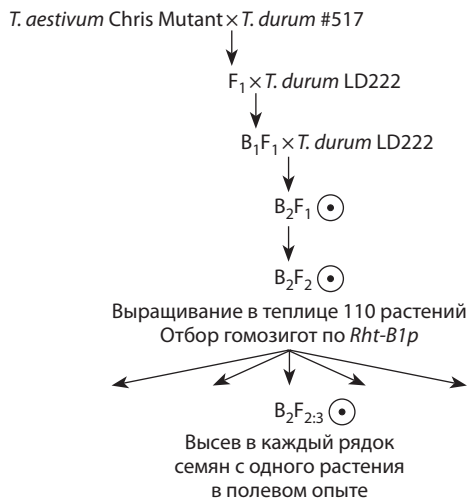 T. aestivum Chris Mutant × T. durum #517
F₁ × T. durum LD222
B₁F₁ × T. durum LD222
B₂F₁
B₂F₂
Выращивание в теплице 110 растений
Отбор гомозигот по Rht-B1p
B₂F₂:₃
Высев в каждый рядок
семян с одного растения
в полевом опыте